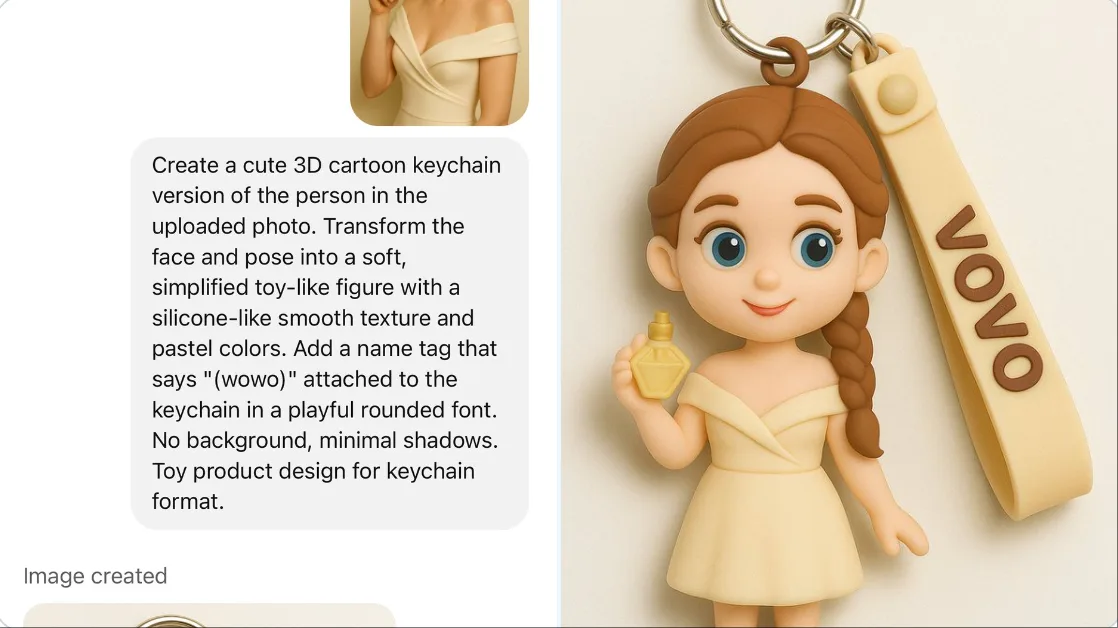 Create a cute 3D cartoon keychain
version of the person in the
uploaded photo. Transform the
face and pose into a soft,
simplified toy-like figure with a
silicone-like smooth texture and
pastel colors. Add a name tag that
says "(wowo)" attached to the
keychain in a playful rounded font.
No background, minimal shadows.
Toy product design for keychain
format.
Image created
VOVO